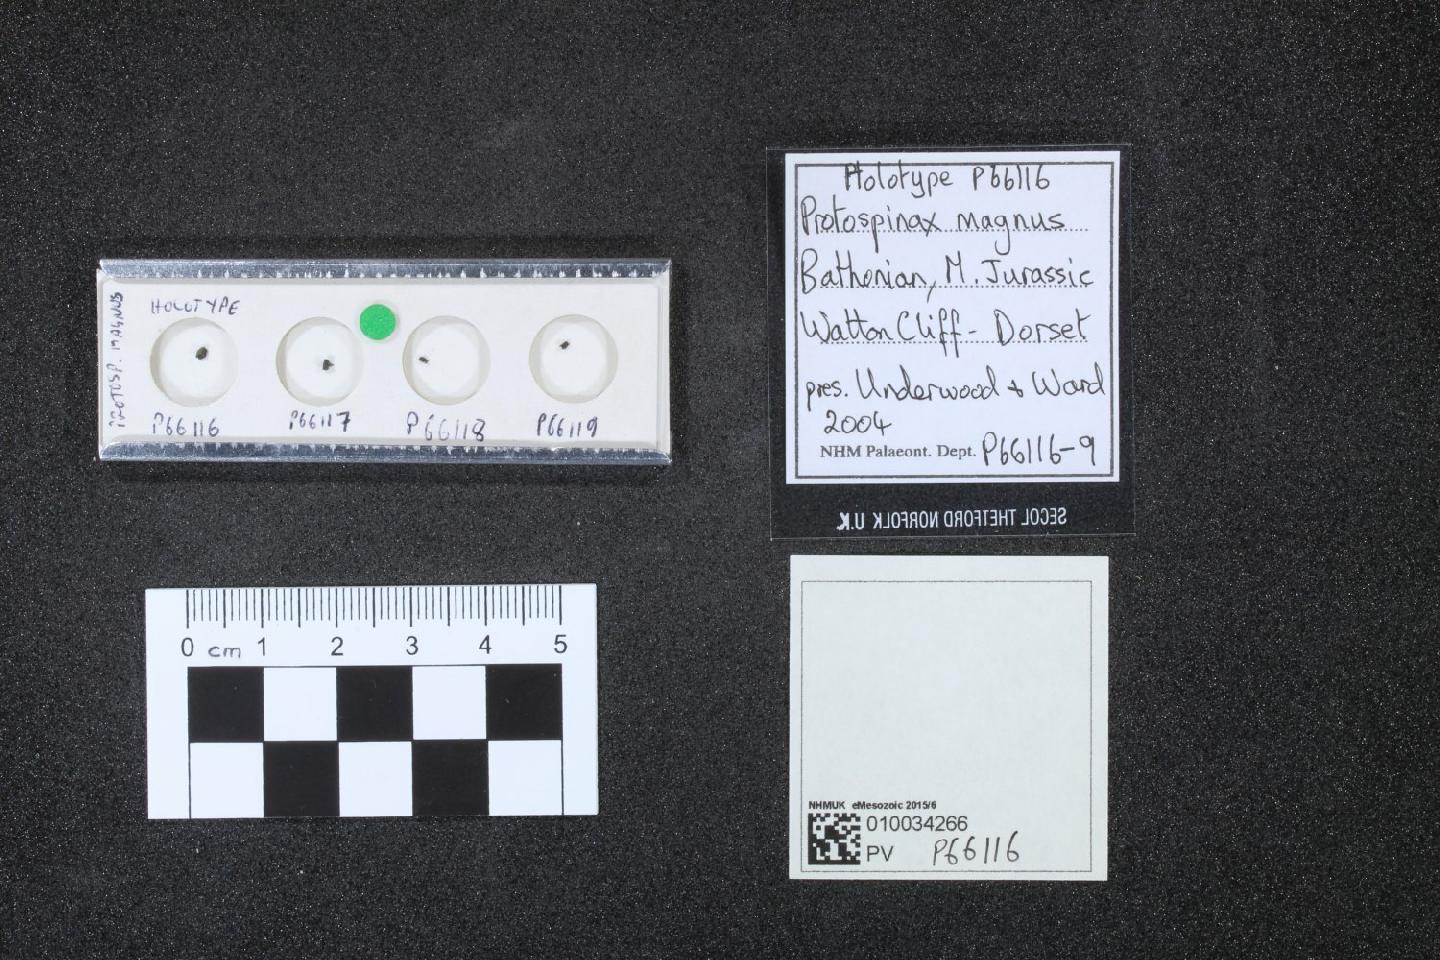 PROTOSP. MAGNUS
HOLOTYPE
P66116 P66117 P66118 P66119
0 cm 1 2 3 4 5
Holotype P66116
Protospinax magnus
Bathonian, M. Jurassic
Watton Cliff - Dorset
pres. Underwood & Ward
2004
NHM Palaeont. Dept. P66116-9
SECOL THETFORD NORFOLK U.K
NHMUK eMesozoic 2015/6
010034266
PV P66116